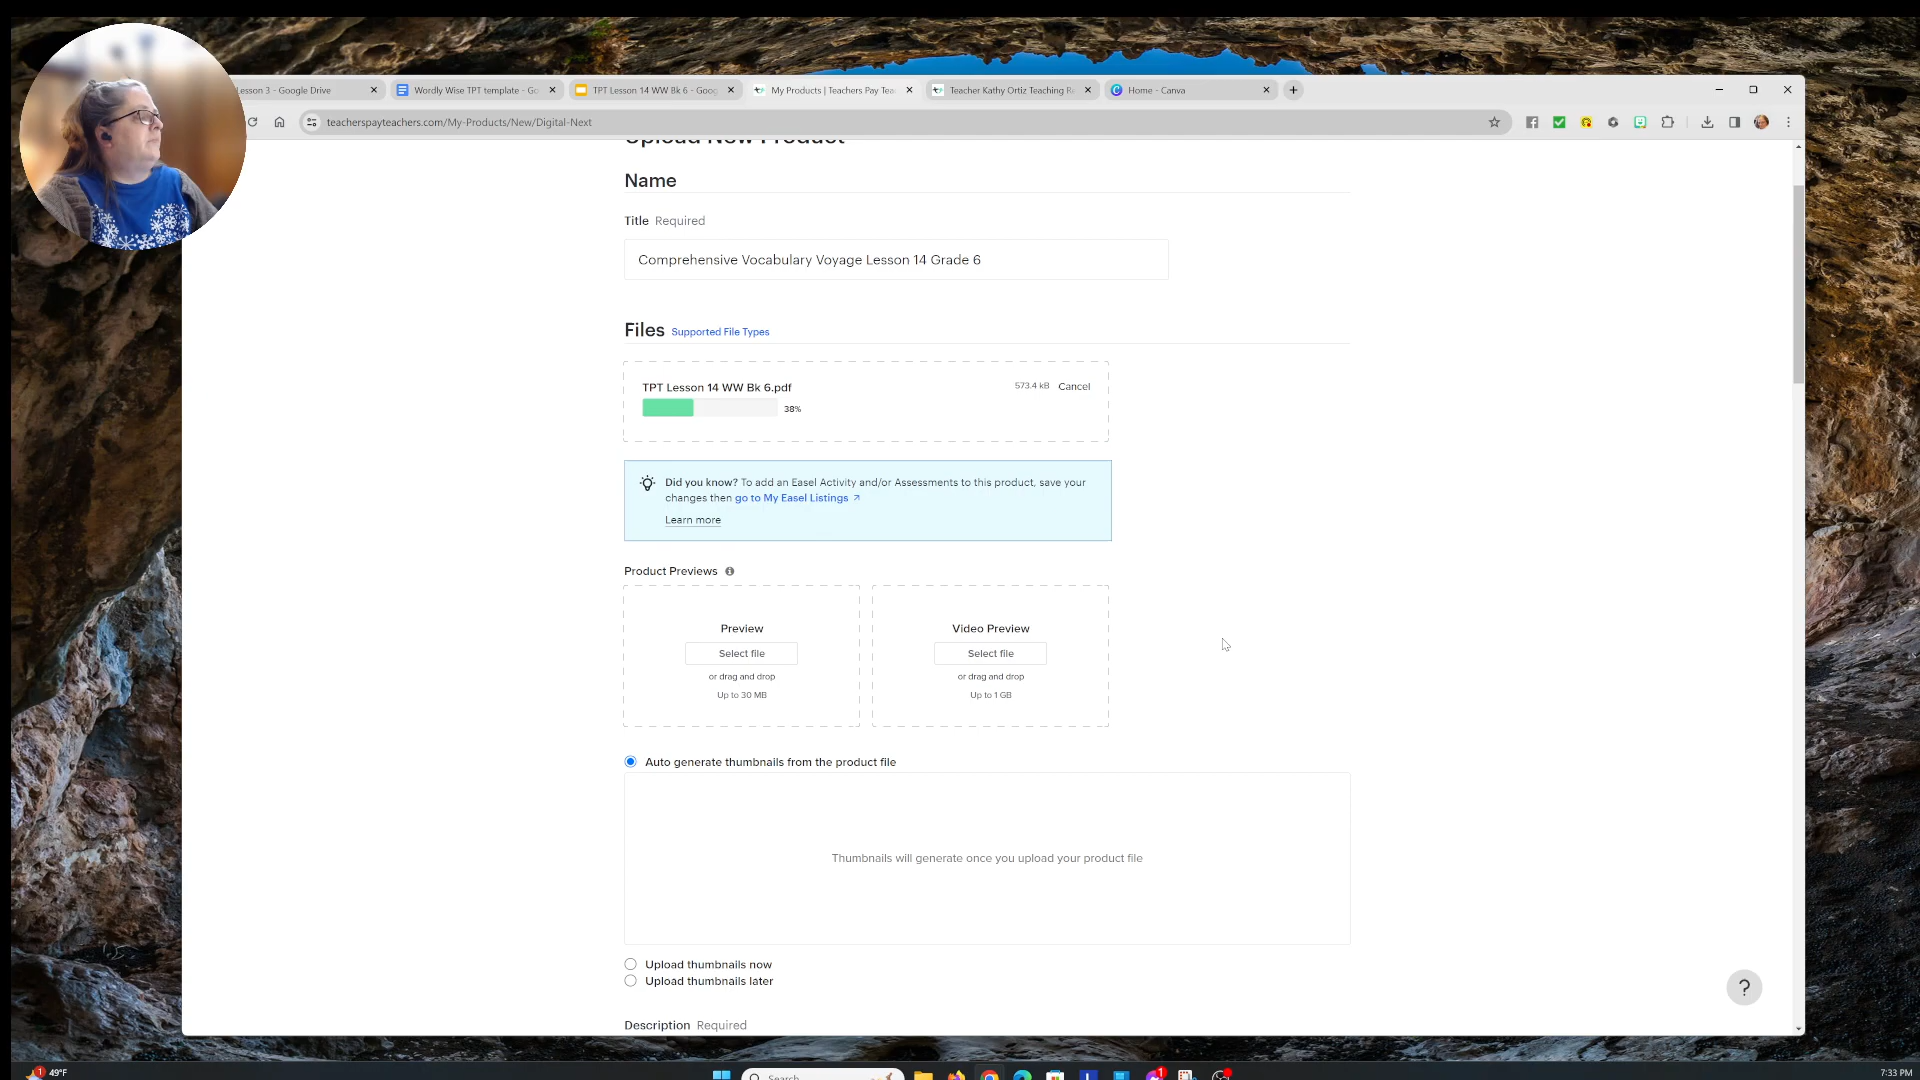 Lesson 3 - Google Drive
Wordly Wise TPT template - Go
TPT Lesson 14 WW Bk 6 - Goog
My Products | Teachers Pay Tea
Teacher Kathy Ortiz Teaching R
Home - Canva
teacherspayteachers.com/My-Products/New/Digital-Next
Upload New Product
Name
Title Required
Comprehensive Vocabulary Voyage Lesson 14 Grade 6
Files Supported File Types
TPT Lesson 14 WW Bk 6.pdf
573.4 kB Cancel
38%
Did you know? To add an Easel Activity and/or Assessments to this product, save your
changes then go to My Easel Listings
Learn more
Product Previews
Preview
Select file
or drag and drop
Up to 30 MB
Video Preview
Select file
or drag and drop
Up to 1 GB
Auto generate thumbnails from the product file
Thumbnails will generate once you upload your product file
Upload thumbnails now
Upload thumbnails later
?
Description Required
1
49°F
Search
1
7:33 PM